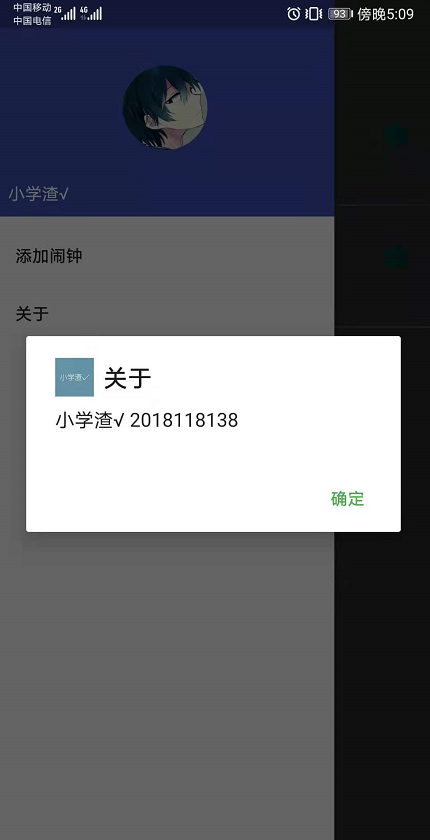 中国移动 2G 4G
中国电信
93 傍晚5:09
小学渣√
添加闹钟
关于
小学渣√ 关于
小学渣√ 2018118138
确定